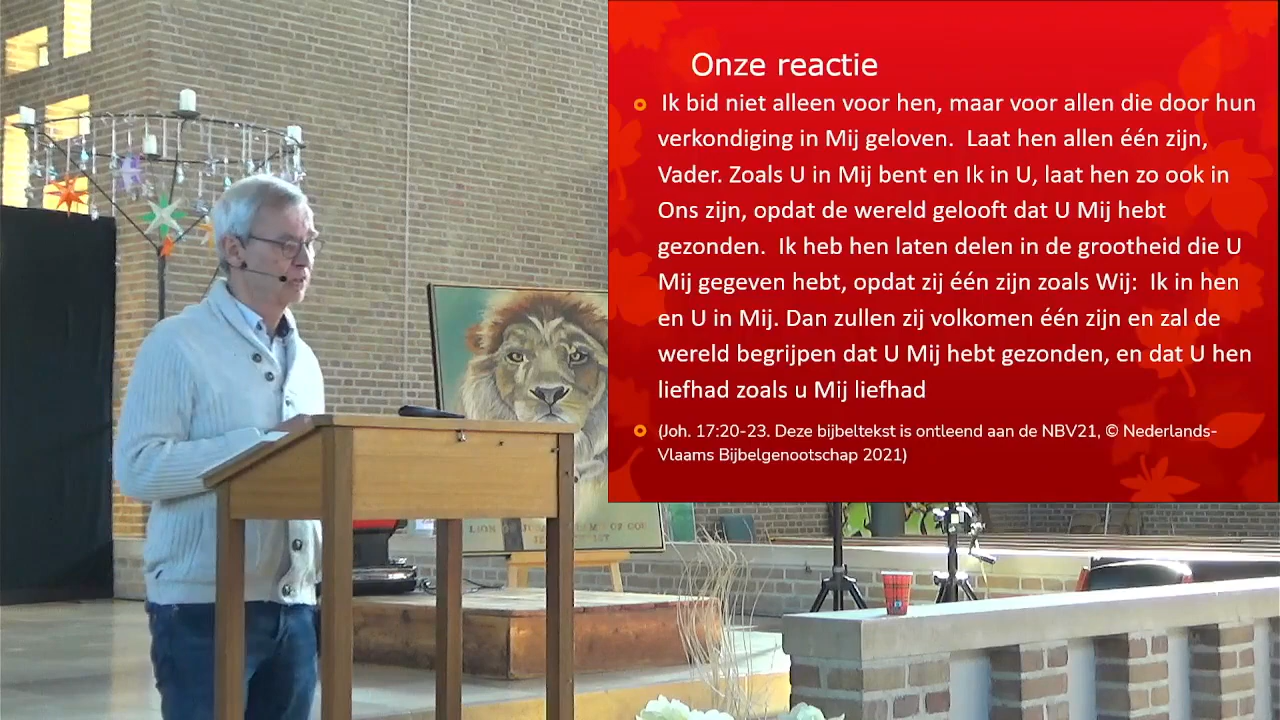 Onze reactie
Ik bid niet alleen voor hen, maar voor allen die door hun
verkondiging in Mij geloven. Laat hen allen één zijn,
Vader. Zoals U in Mij bent en Ik in U, laat hen zo ook in
Ons zijn, opdat de wereld gelooft dat U Mij hebt
gezonden. Ik heb hen laten delen in de grootheid die U
Mij gegeven hebt, opdat zij één zijn zoals Wij: Ik in hen
en U in Mij. Dan zullen zij volkomen één zijn en zal de
wereld begrijpen dat U Mij hebt gezonden, en dat U hen
liefhad zoals u Mij liefhad
(Joh. 17:20-23. Deze bijbeltekst is ontleend aan de NBV21, © Nederlands-
Vlaams Bijbelgenootschap 2021)
LION OF OF GOD